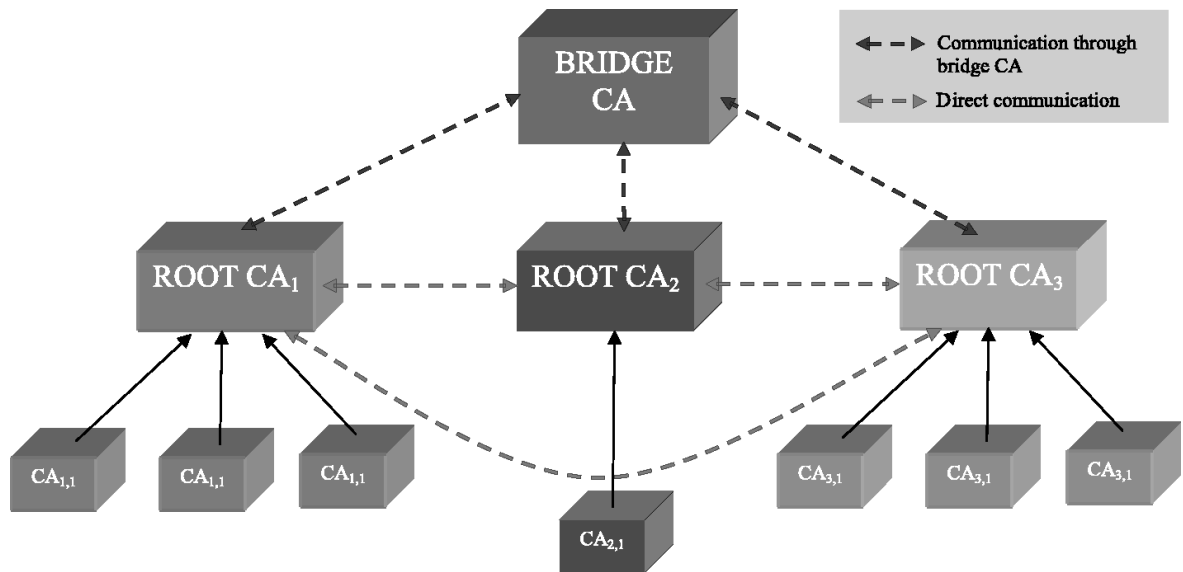 BRIDGE
CA
Communication through
bridge CA
Direct communication
ROOT CA₁
ROOT CA₂
ROOT CA₃
CA₁,₁
CA₁,₁
CA₁,₁
CA₃,₁
CA₃,₁
CA₃,₁
CA₂,₁